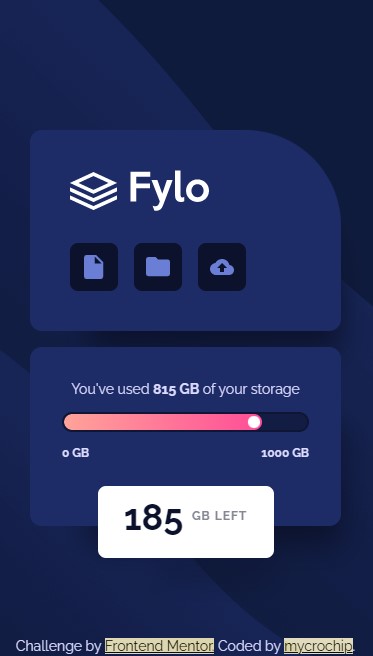 Fylo
You've used 815 GB of your storage
0 GB 1000 GB
185 GB LEFT
Challenge by Frontend Mentor Coded by mycrochip.